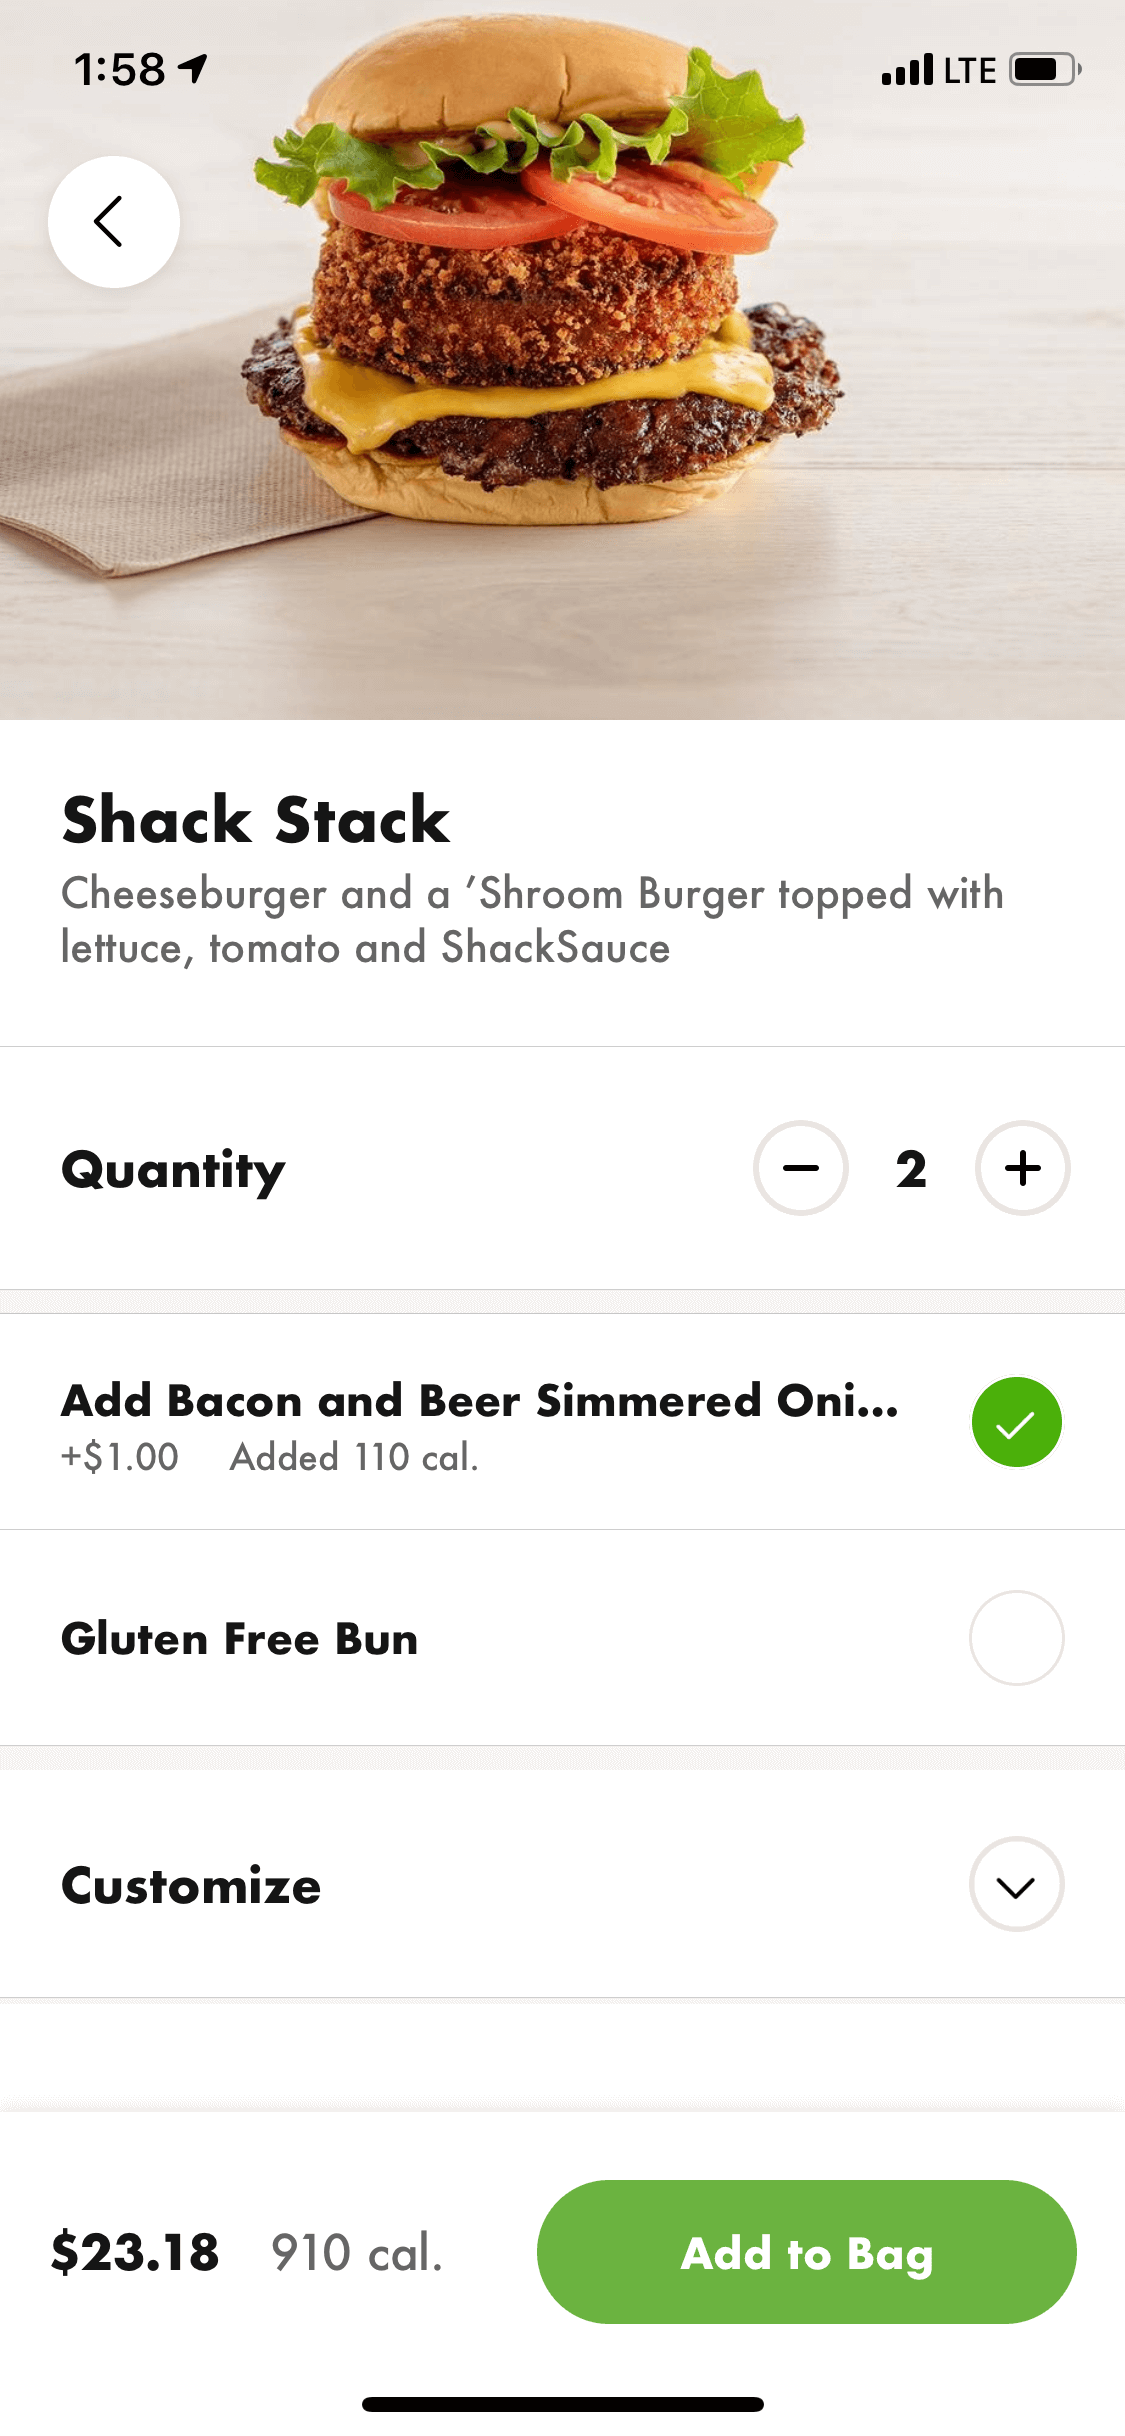 1:58
LTE
Shack Stack
Cheeseburger and a ’Shroom Burger topped with
lettuce, tomato and ShackSauce
Quantity
2
Add Bacon and Beer Simmered Oni...
+$1.00 Added 110 cal.
Gluten Free Bun
Customize
$23.18 910 cal.
Add to Bag